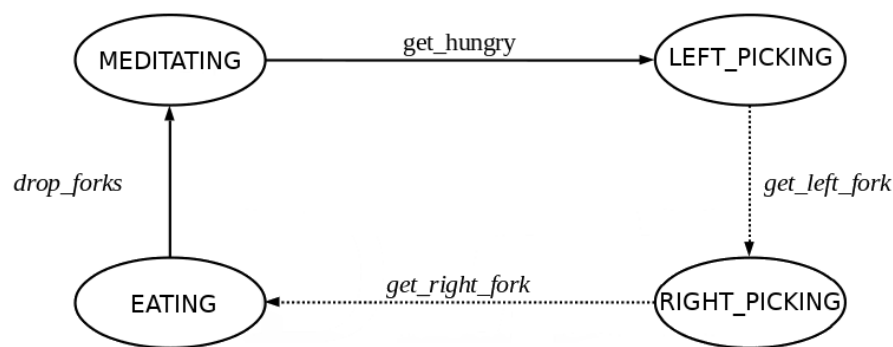 get_hungry
MEDITATING
LEFT_PICKING
drop_forks
get_left_fork
get_right_fork
EATING
RIGHT_PICKING